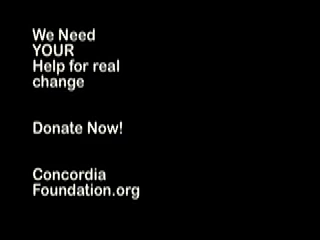 We Need
YOUR
Help for real
change
Donate Now!
Concordia
Foundation.org